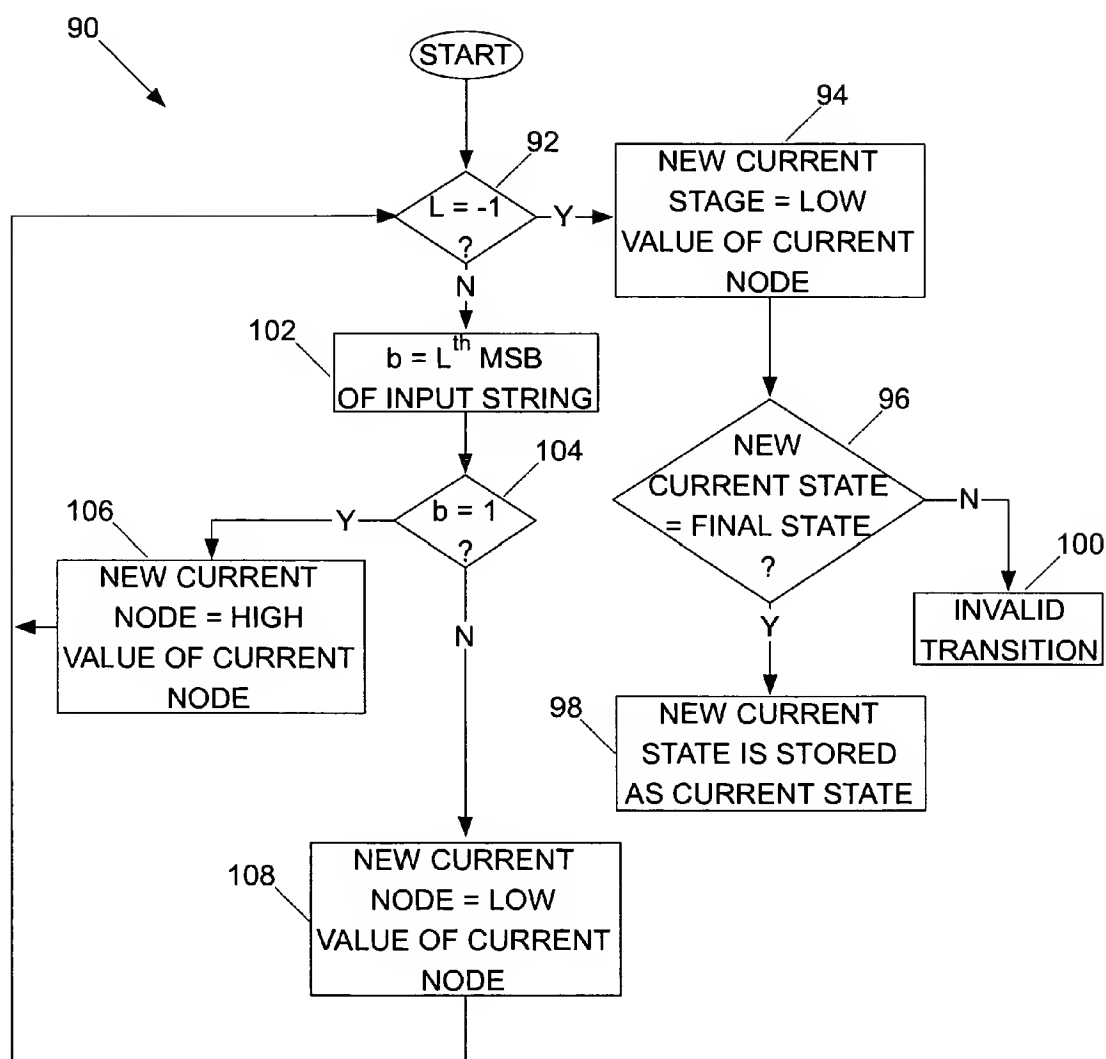 90
START
92
L = -1
?
Y
N
94
NEW CURRENT
STAGE = LOW
VALUE OF CURRENT
NODE
102
b = Lth MSB
OF INPUT STRING
104
b = 1
?
Y
N
106
NEW CURRENT
NODE = HIGH
VALUE OF CURRENT
NODE
96
NEW
CURRENT STATE
= FINAL STATE
?
N
Y
100
INVALID
TRANSITION
98
NEW CURRENT
STATE IS STORED
AS CURRENT STATE
108
NEW CURRENT
NODE = LOW
VALUE OF CURRENT
NODE